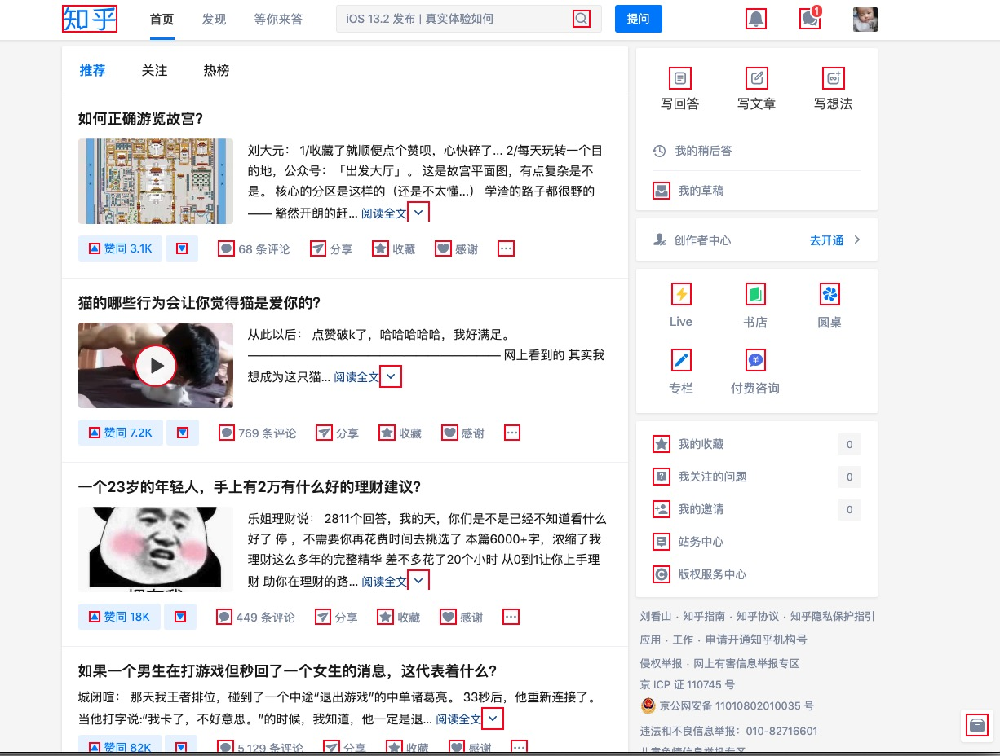 知乎 首页 发现 等你来答 iOS 13.2 发布 | 真实体验如何 提问 1
推荐 关注 热榜
如何正确游览故宫?
刘大元： 1/收藏了就顺便点个赞呗，心快碎了... 2/每天玩转一个目
的地，公众号：「出发大厅」。 这是故宫平面图，有点复杂是不
是。 核心的分区是这样的（还是不太懂...） 学渣的路子都很野的
—— 豁然开朗的赶... 阅读全文
赞同 3.1K 68 条评论 分享 收藏 感谢
猫的哪些行为会让你觉得猫是爱你的?
从此以后： 点赞破k了，哈哈哈哈哈，我好满足。
—————————————————————— 网上看到的 其实我
想成为这只猫... 阅读全文
赞同 7.2K 769 条评论 分享 收藏 感谢
一个23岁的年轻人，手上有2万有什么好的理财建议?
乐姐理财说： 2811个回答，我的天，你们是不是已经不知道看什么
好了 停 ，不需要你再花费时间去挑选了 本篇6000+字，浓缩了我
理财这么多年的完整精华 差不多花了20个小时 从0到1让你上手理
财 助你在理财的路... 阅读全文
赞同 18K 449 条评论 分享 收藏 感谢
如果一个男生在打游戏但秒回了一个女生的消息，这代表着什么?
城闭喧： 那天我王者排位，碰到了一个中途“退出游戏”的中单诸葛亮。 33秒后，他重新连接了。
当他打字说:“我卡了，不好意思。”的时候，我知道，他一定是退... 阅读全文
赞同 82K 5,129 条评论 分享 收藏 感谢
写回答 写文章 写想法
我的稍后答
我的草稿
创作者中心 去开通
Live 书店 圆桌
专栏 付费咨询
我的收藏 0
我关注的问题 0
我的邀请 0
站务中心
版权服务中心
刘看山 · 知乎指南 · 知乎协议 · 知乎隐私保护指引
应用 · 工作 · 申请开通知乎机构号
侵权举报 · 网上有害信息举报专区
京 ICP 证 110745 号
京公网安备 11010802010035 号
违法和不良信息举报：010-82716601
儿童色情信息举报专区